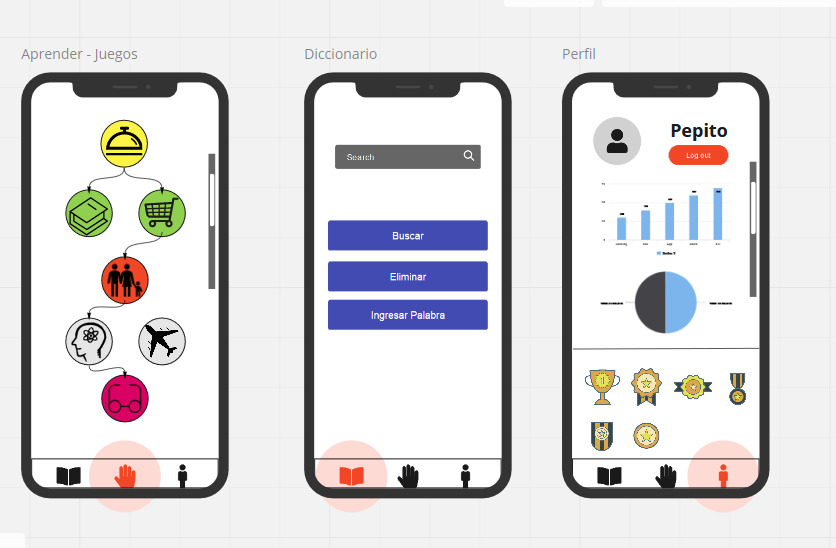 Aprender - Juegos
Diccionario
Perfil
Search
Buscar
Eliminar
Ingresar Palabra
Pepito
Log out